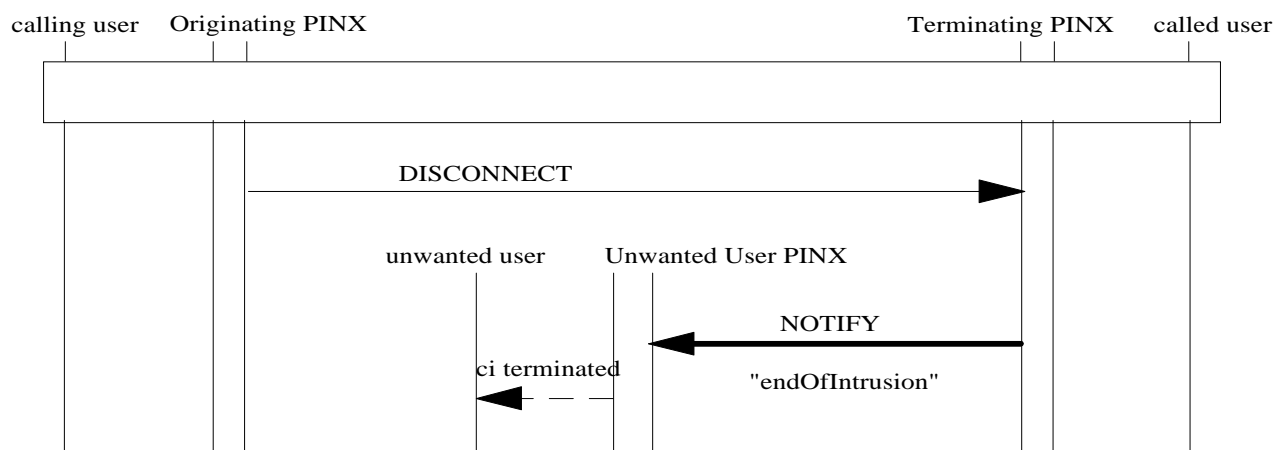 calling user Originating PINX Terminating PINX called user
DISCONNECT
unwanted user Unwanted User PINX
NOTIFY
ci terminated
"endOfIntrusion"